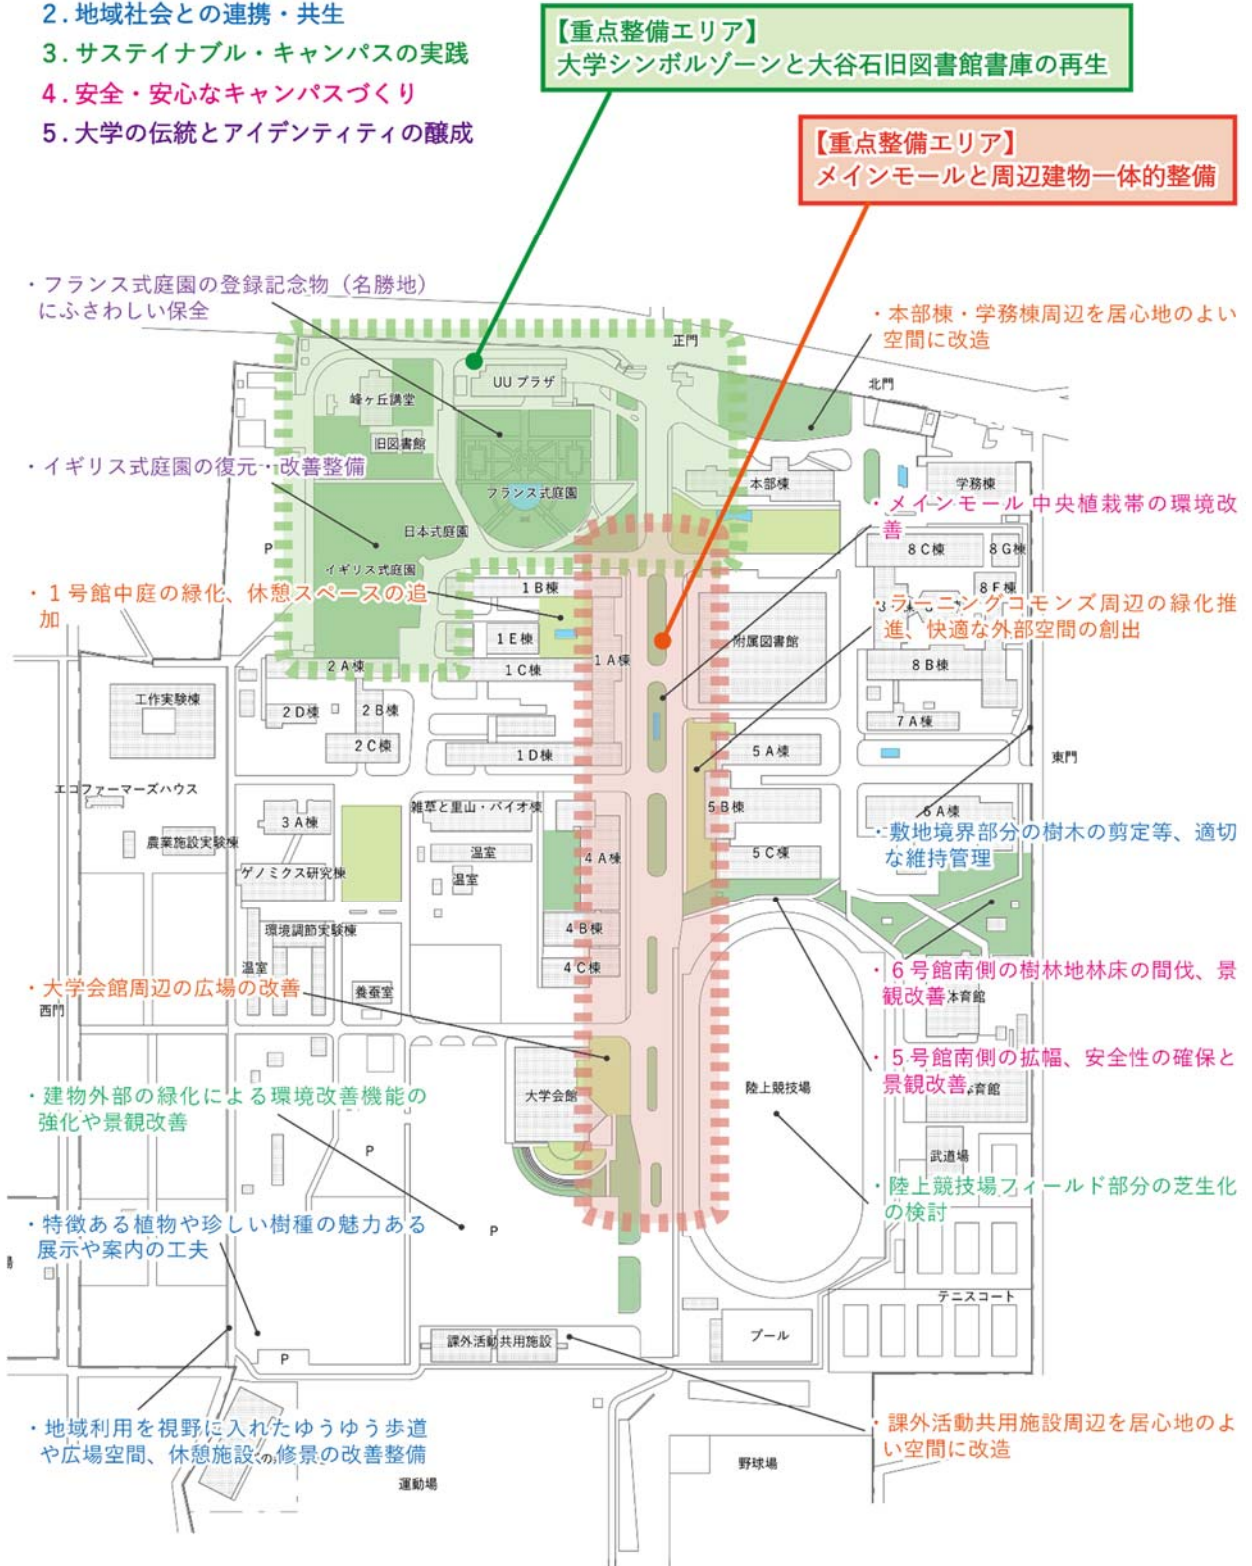 2．地域社会との連携・共生
3．サステイナブル・キャンパスの実践
4．安全・安心なキャンパスづくり
5．大学の伝統とアイデンティティの醸成
【重点整備エリア】
大学シンボルゾーンと大谷石旧図書館書庫の再生
【重点整備エリア】
メインモールと周辺建物一体的整備
・フランス式庭園の登録記念物（名勝地）
にふさわしい保全
・本部棟・学務棟周辺を居心地のよい
空間に改造
正門
北門
UU プラザ
峰ヶ丘講堂
旧図書館
・イギリス式庭園の復元・改善整備
フランス式庭園
本部棟
学務棟
・メインモール中央植栽帯の環境改
善
日本式庭園
P
イギリス式庭園
8C棟
8G棟
8F棟
・1号館中庭の緑化、休憩スペースの追
加
1B棟
・ラーニングコモンズ周辺の緑化推
進、快適な外部空間の創出
1E棟
1A棟
附属図書館
2A棟
1C棟
8B棟
工作実験棟
2D棟
2B棟
2C棟
1D棟
7A棟
5A棟
東門
エコファーマーズハウス
雑草と里山・バイオ棟
3A棟
5B棟
6A棟
・敷地境界部分の樹木の剪定等、適切
な維持管理
農業施設実験棟
ゲノミクス研究棟
温室
温室
4A棟
5C棟
環境調節実験棟
4B棟
温室
4C棟
・6号館南側の樹林地林床の間伐、景
観改善
体育館
・大学会館周辺の広場の改善
養蚕室
西門
・5号館南側の拡幅、安全性の確保と
景観改善
体育館
・建物外部の緑化による環境改善機能の
強化や景観改善
大学会館
陸上競技場
P
武道場
・陸上競技場フィールド部分の芝生化
の検討
・特徴ある植物や珍しい樹種の魅力ある
展示や案内の工夫
P
テニスコート
課外活動共用施設
プール
P
・地域利用を視野に入れたゆうゆう歩道
や広場空間、休憩施設の修景の改善整備
・課外活動共用施設周辺を居心地のよ
い空間に改造
運動場
野球場